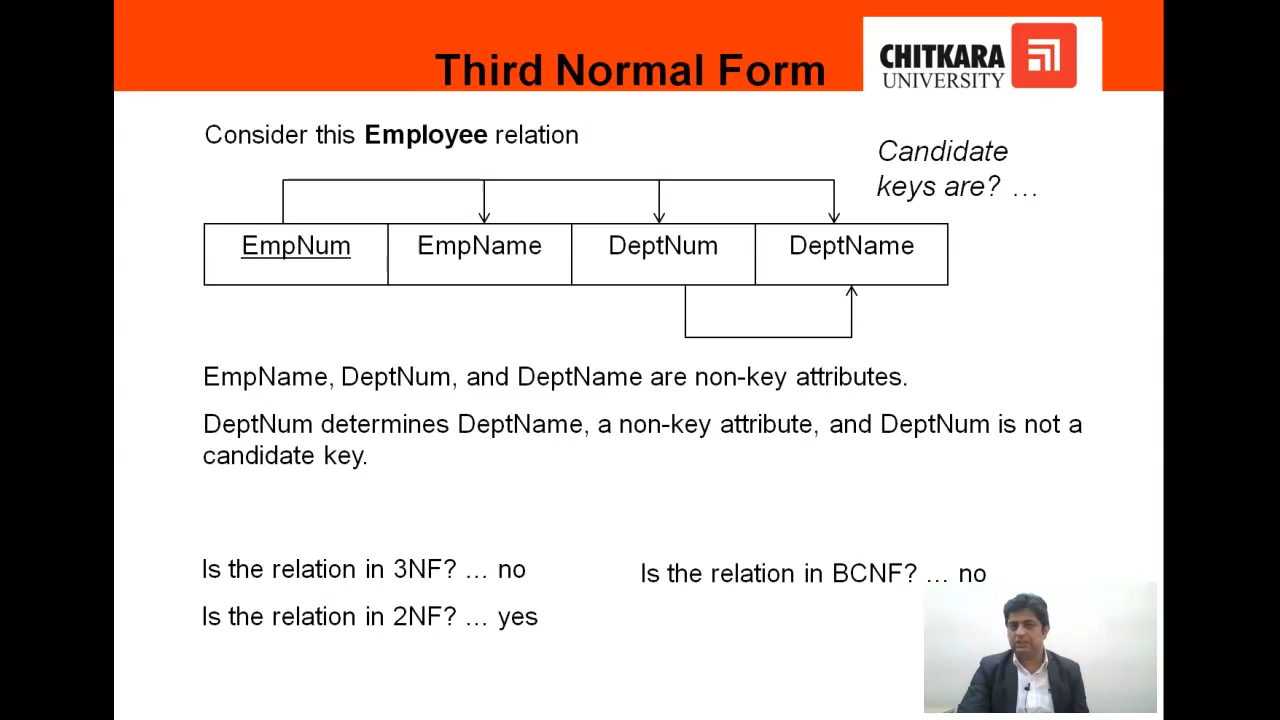 Third Normal Form
CHITKARA
UNIVERSITY
Consider this Employee relation
Candidate
keys are? …
EmpNum EmpName DeptNum DeptName
EmpName, DeptNum, and DeptName are non-key attributes.
DeptNum determines DeptName, a non-key attribute, and DeptNum is not a
candidate key.
Is the relation in 3NF? … no Is the relation in BCNF? … no
Is the relation in 2NF? … yes